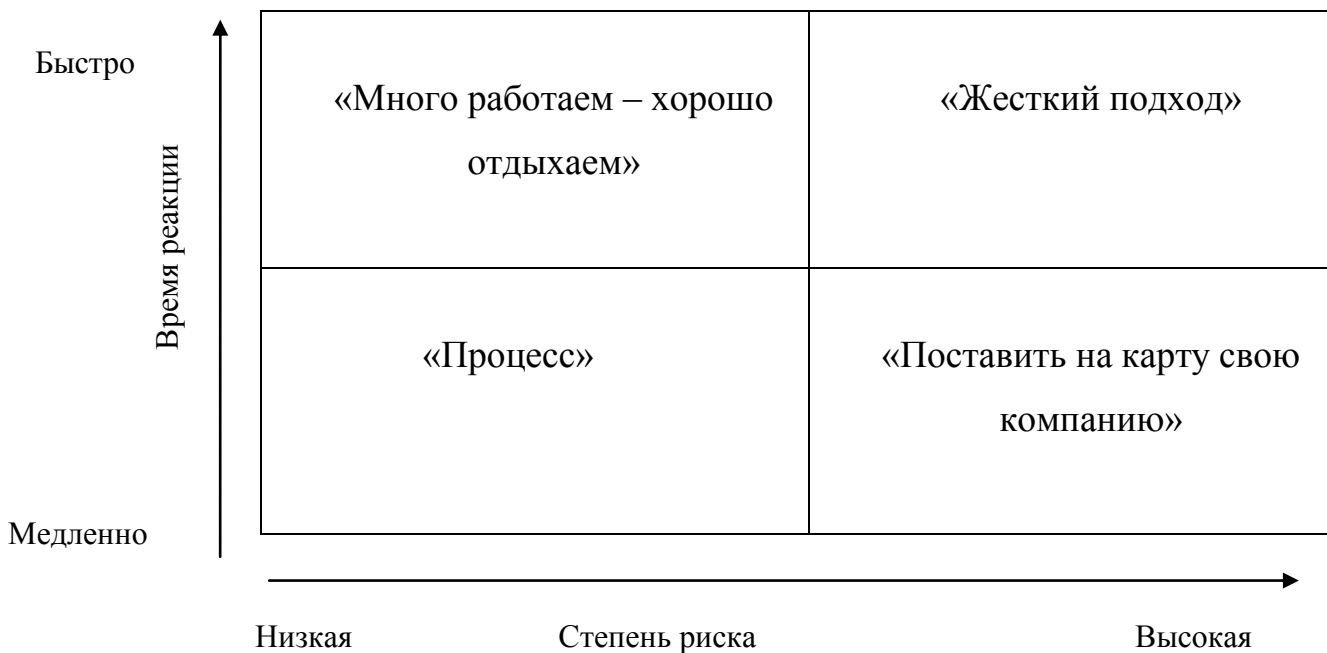 Быстро
«Много работаем – хорошо
отдыхаем»
«Жесткий подход»
Время реакции
«Процесс»
«Поставить на карту свою
компанию»
Медленно
Низкая
Степень риска
Высокая